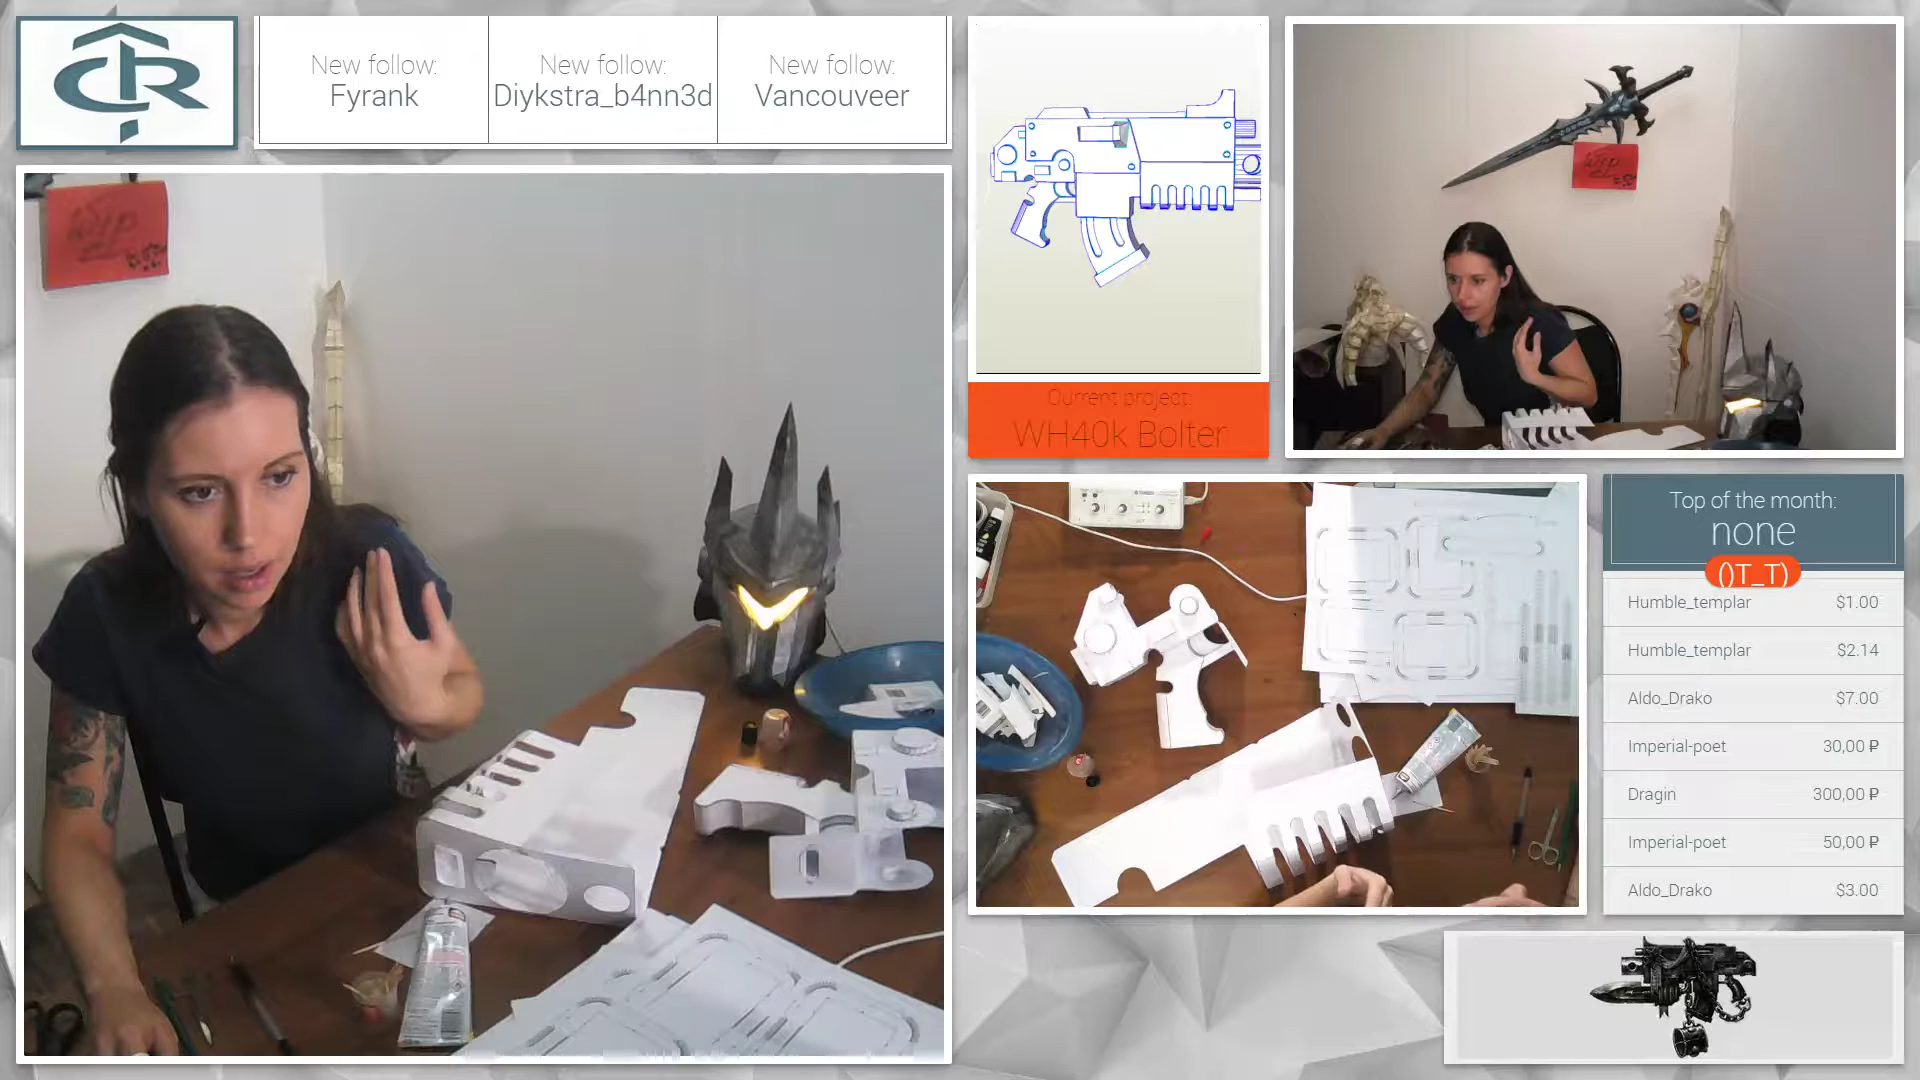 New follow:
Fyrank
New follow:
Diykstra_b4nn3d
New follow:
Vancouveer
Current project:
WH40k Bolter
Top of the month:
none
()T_T)
Humble_templar $1.00
Humble_templar $2.14
Aldo_Drako $7.00
Imperial-poet 30,00 ₽
Dragin 300,00 ₽
Imperial-poet 50,00 ₽
Aldo_Drako $3.00